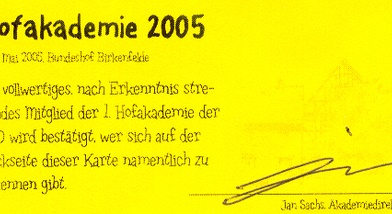 ofakademie 2005
Mai 2005, Bundeshof Birkenfelde
vollwertiges, nach Erkenntnis stre-
des Mitglied der 1. Hofakademie der
D wird bestätigt, wer sich auf der
ckseite dieser Karte namentlich zu
ennen gibt.
Jan Sachs, Akademiedirek